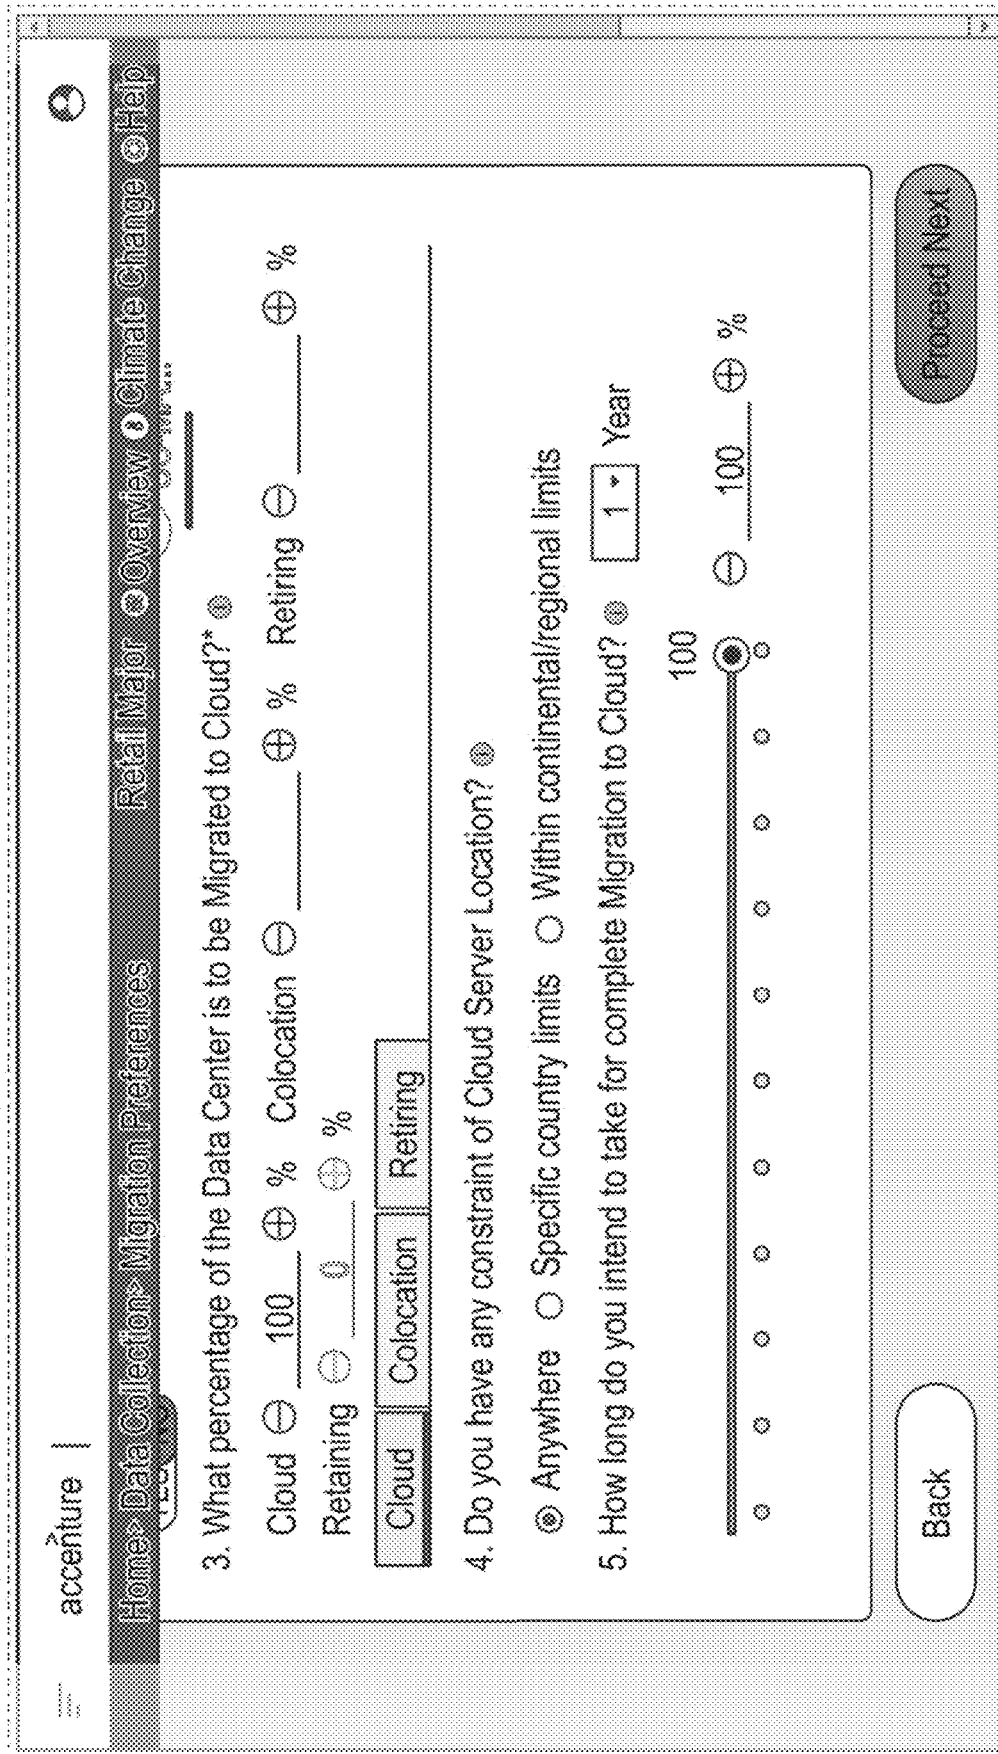 accenture
Home> Data Collection> Migration Preferences Retail Major Overview Climate Change Help
3. What percentage of the Data Center is to be Migrated to Cloud?*
Cloud 100 % Colocation % Retiring %
Retaining 0 %
Cloud Colocation Retiring
4. Do you have any constraint of Cloud Server Location?
Anywhere Specific country limits Within continental/regional limits
5. How long do you intend to take for complete Migration to Cloud? 1 Year
100
100 %
Back Proceed Next